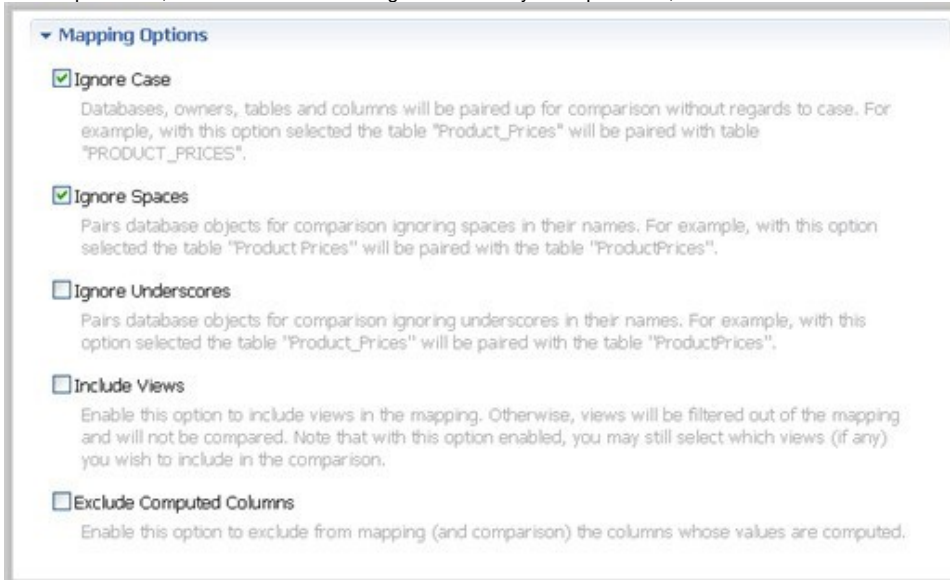 Mapping Options
Ignore Case
Databases, owners, tables and columns will be paired up for comparison without regards to case. For
example, with this option selected the table "Product_Prices" will be paired with table
"PRODUCT_PRICES".
Ignore Spaces
Pairs database objects for comparison ignoring spaces in their names. For example, with this option
selected the table "Product Prices" will be paired with the table "ProductPrices".
Ignore Underscores
Pairs database objects for comparison ignoring underscores in their names. For example, with this
option selected the table "Product_Prices" will be paired with the table "ProductPrices".
Include Views
Enable this option to include views in the mapping. Otherwise, views will be filtered out of the mapping
and will not be compared. Note that with this option enabled, you may still select which views (if any)
you wish to include in the comparison.
Exclude Computed Columns
Enable this option to exclude from mapping (and comparison) the columns whose values are computed.